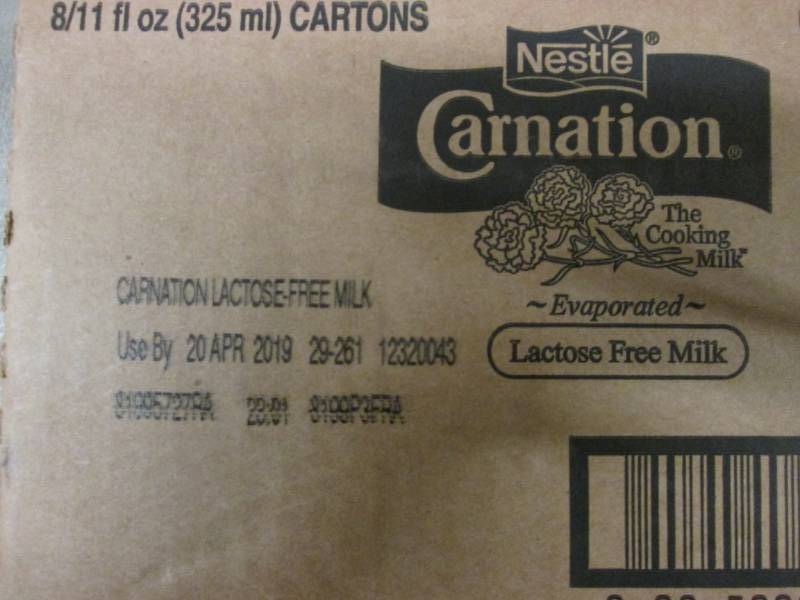 8/11 fl oz (325 ml) CARTONS
Nestlé®
Carnation®
The
Cooking
Milk™
~Evaporated~
Lactose Free Milk
CARNATION LACTOSE-FREE MILK
Use By 20 APR 2019 29-261 12320043